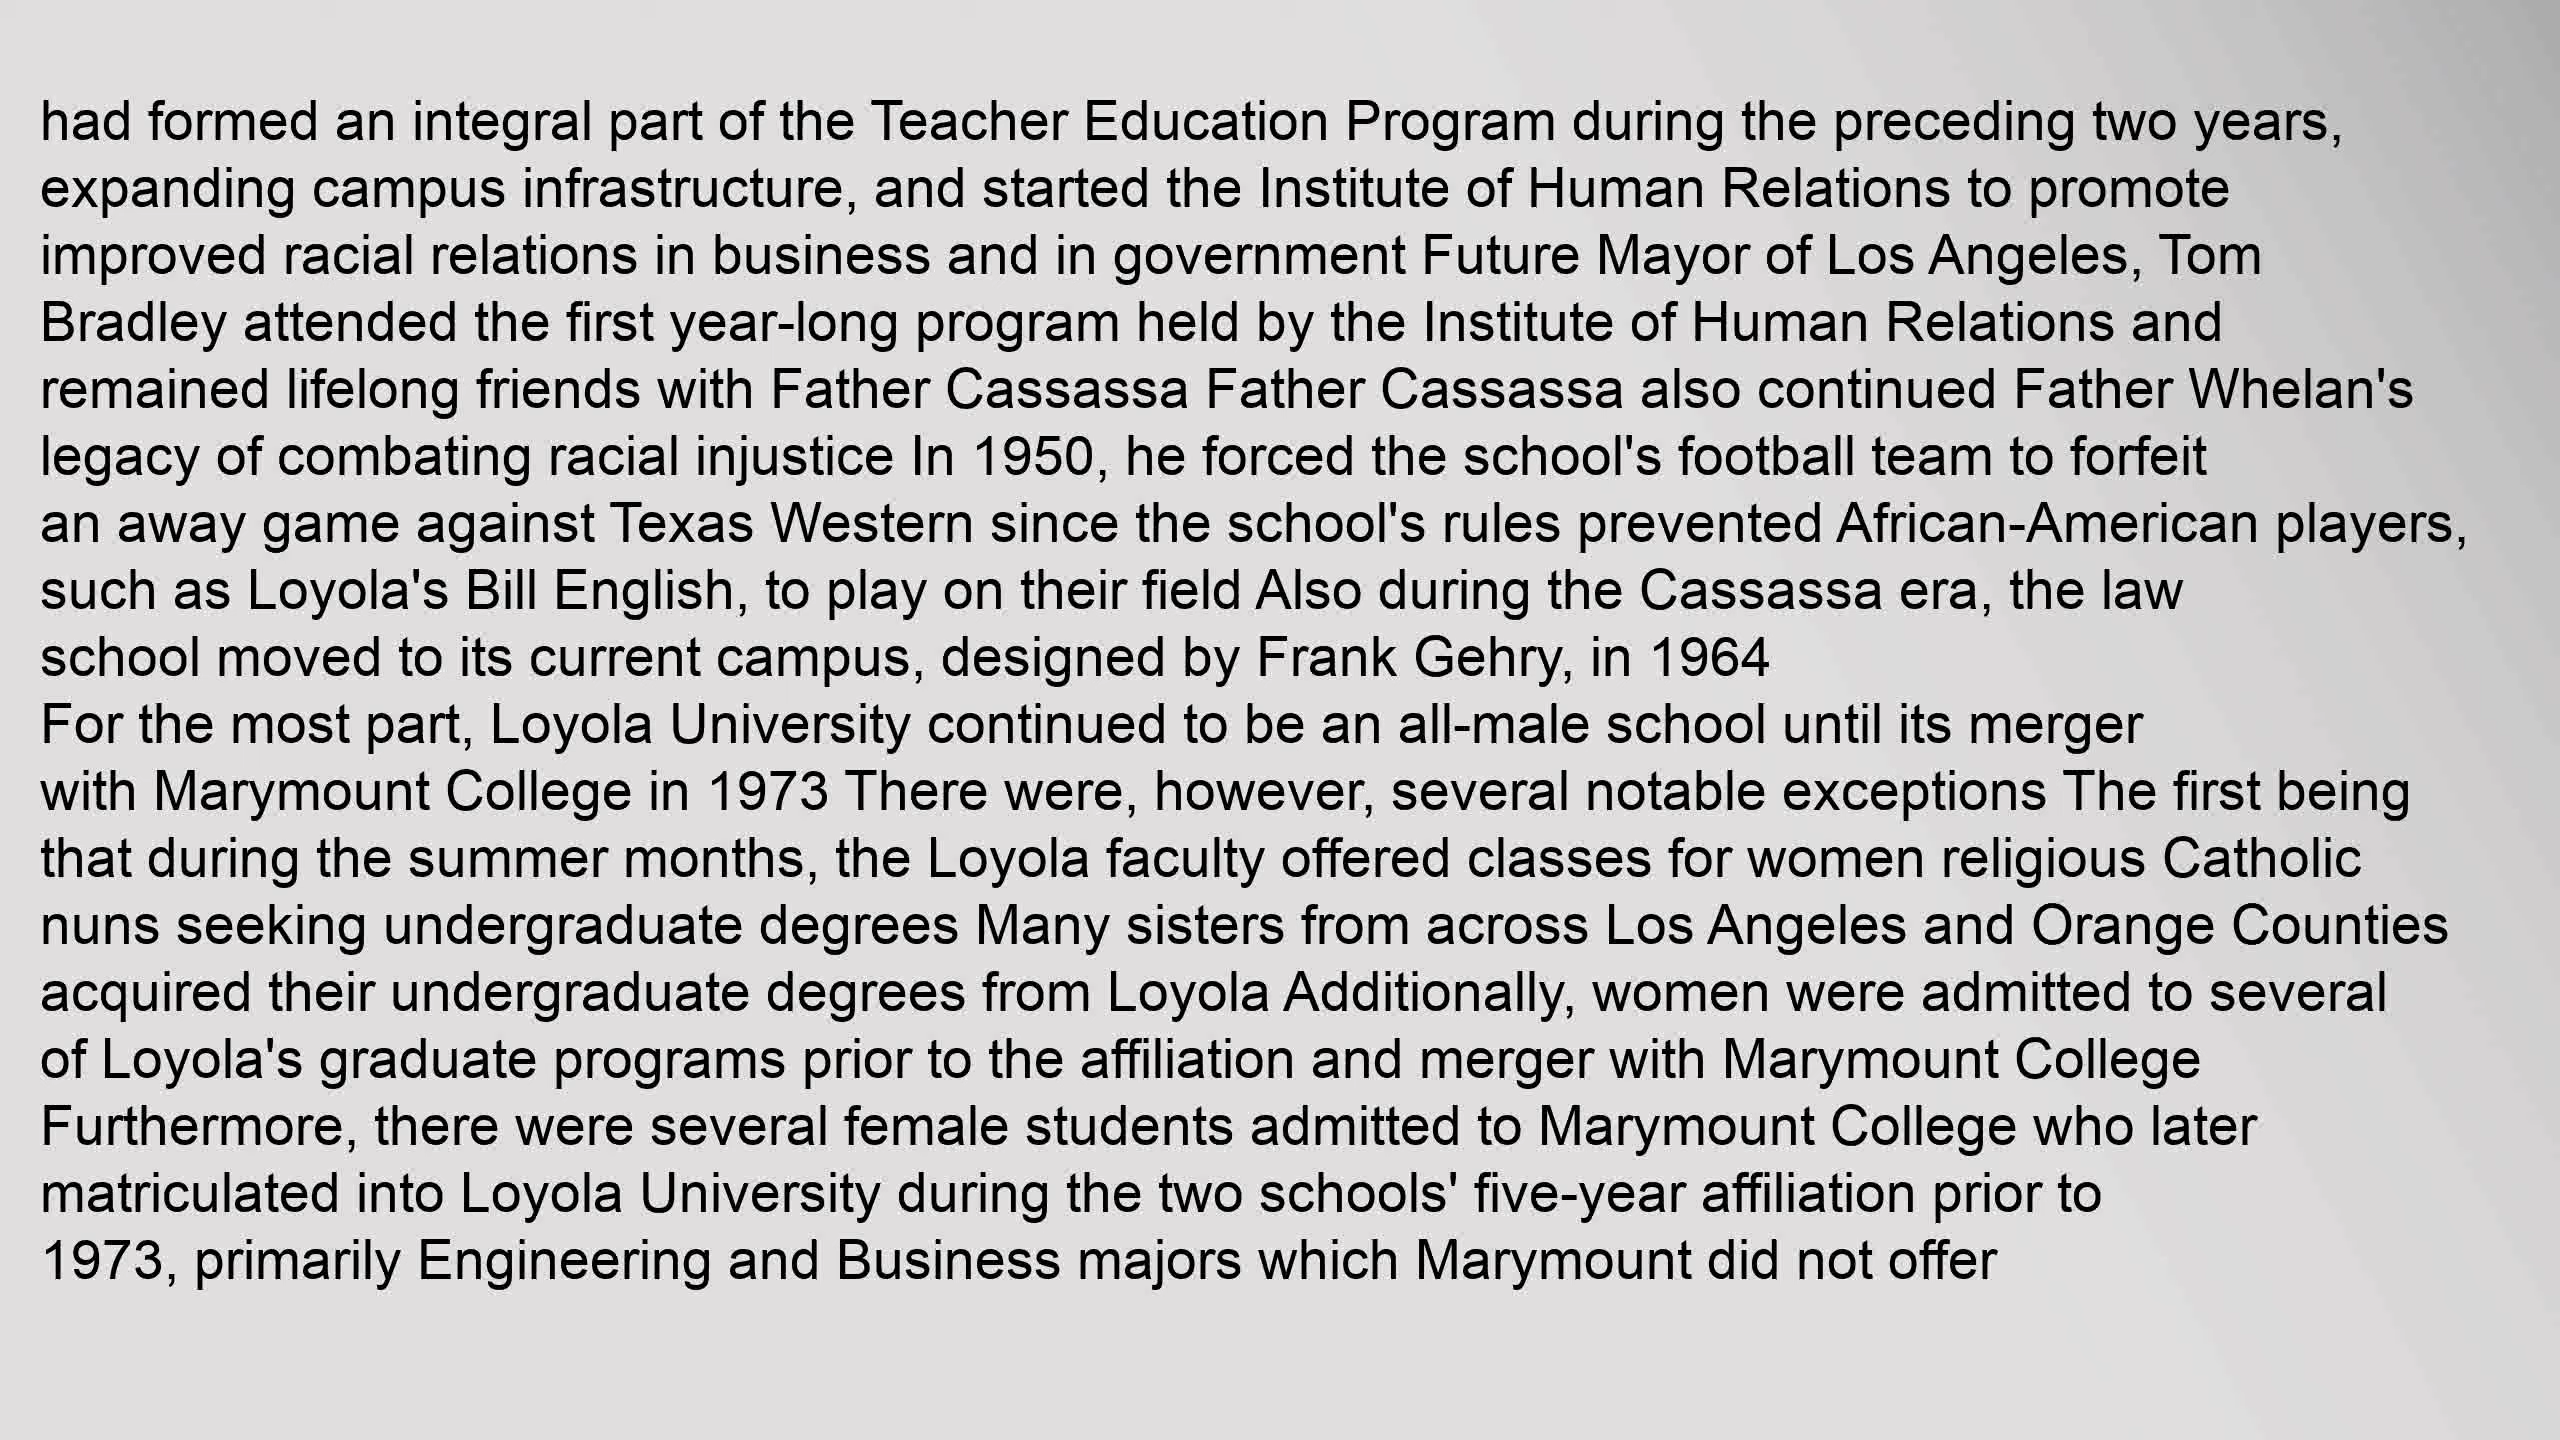 had formed an integral part of the Teacher Education Program during the preceding two years,
expanding campus infrastructure, and started the Institute of Human Relations to promote
improved racial relations in business and in government Future Mayor of Los Angeles, Tom
Bradley attended the first year-long program held by the Institute of Human Relations and
remained lifelong friends with Father Cassassa Father Cassassa also continued Father Whelan's
legacy of combating racial injustice In 1950, he forced the school's football team to forfeit
an away game against Texas Western since the school's rules prevented African-American players,
such as Loyola's Bill English, to play on their field Also during the Cassassa era, the law
school moved to its current campus, designed by Frank Gehry, in 1964
For the most part, Loyola University continued to be an all-male school until its merger
with Marymount College in 1973 There were, however, several notable exceptions The first being
that during the summer months, the Loyola faculty offered classes for women religious Catholic
nuns seeking undergraduate degrees Many sisters from across Los Angeles and Orange Counties
acquired their undergraduate degrees from Loyola Additionally, women were admitted to several
of Loyola's graduate programs prior to the affiliation and merger with Marymount College
Furthermore, there were several female students admitted to Marymount College who later
matriculated into Loyola University during the two schools' five-year affiliation prior to
1973, primarily Engineering and Business majors which Marymount did not offer